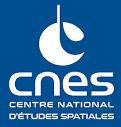 cnes
CENTRE NATIONAL
D'ÉTUDES SPATIALES